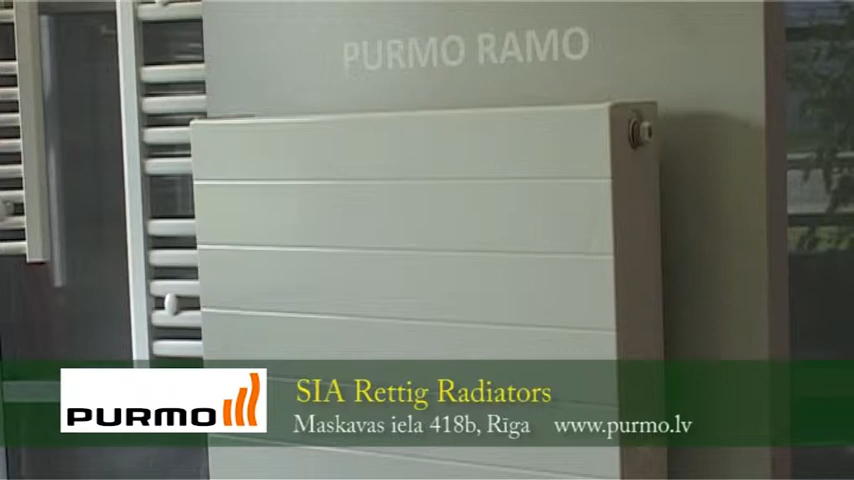 PURMO RAMO
PURMO
SIA Rettig Radiators
Maskavas iela 418b, Rīga www.purmo.lv